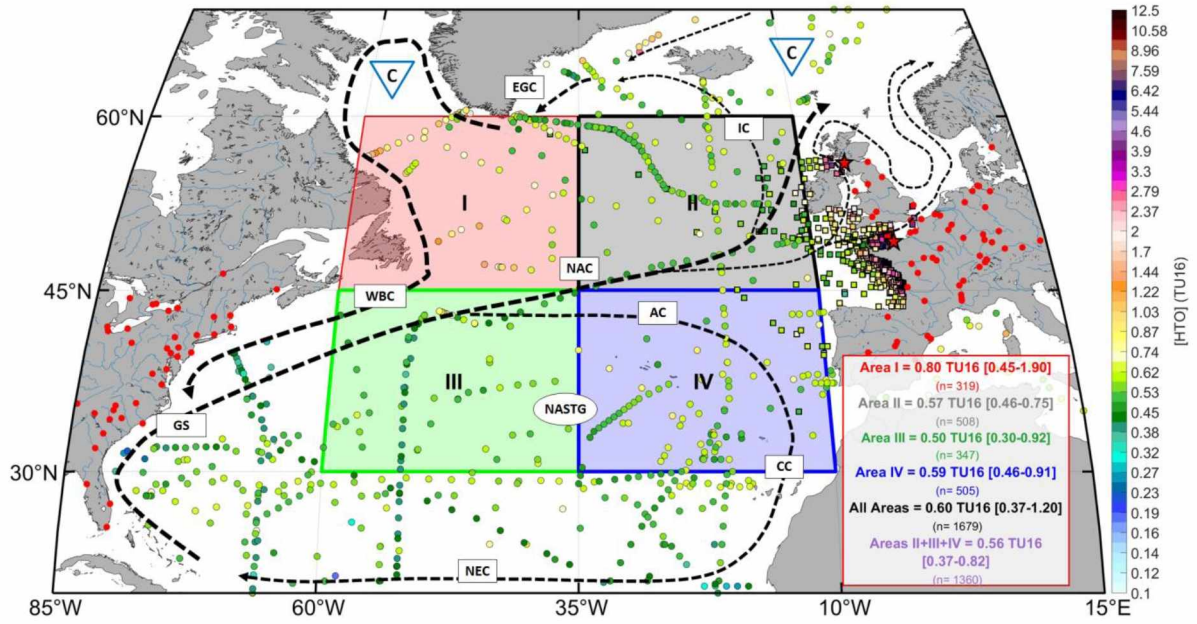 C
C
EGC
60°N
IC
I
II
NAC
45°N
WBC
AC
III
IV
NASTG
GS
30°N
CC
NEC
85°W
60°W
35°W
10°W
15°E
Area I = 0.80 TU16 [0.45-1.90]
(n= 319)
Area II = 0.57 TU16 [0.46-0.75]
(n= 508)
Area III = 0.50 TU16 [0.30-0.92]
(n= 347)
Area IV = 0.59 TU16 [0.46-0.91]
(n= 505)
All Areas = 0.60 TU16 [0.37-1.20]
(n= 1679)
Areas II+III+IV = 0.56 TU16
[0.37-0.82]
(n= 1360)
12.5
10.58
8.96
7.59
6.42
5.44
4.6
3.9
3.3
2.79
2.37
2
1.7
1.44
1.22
1.03
0.87
0.74
0.62
0.53
0.45
0.38
0.32
0.27
0.23
0.19
0.16
0.14
0.12
0.1
[HTO] (TU16)